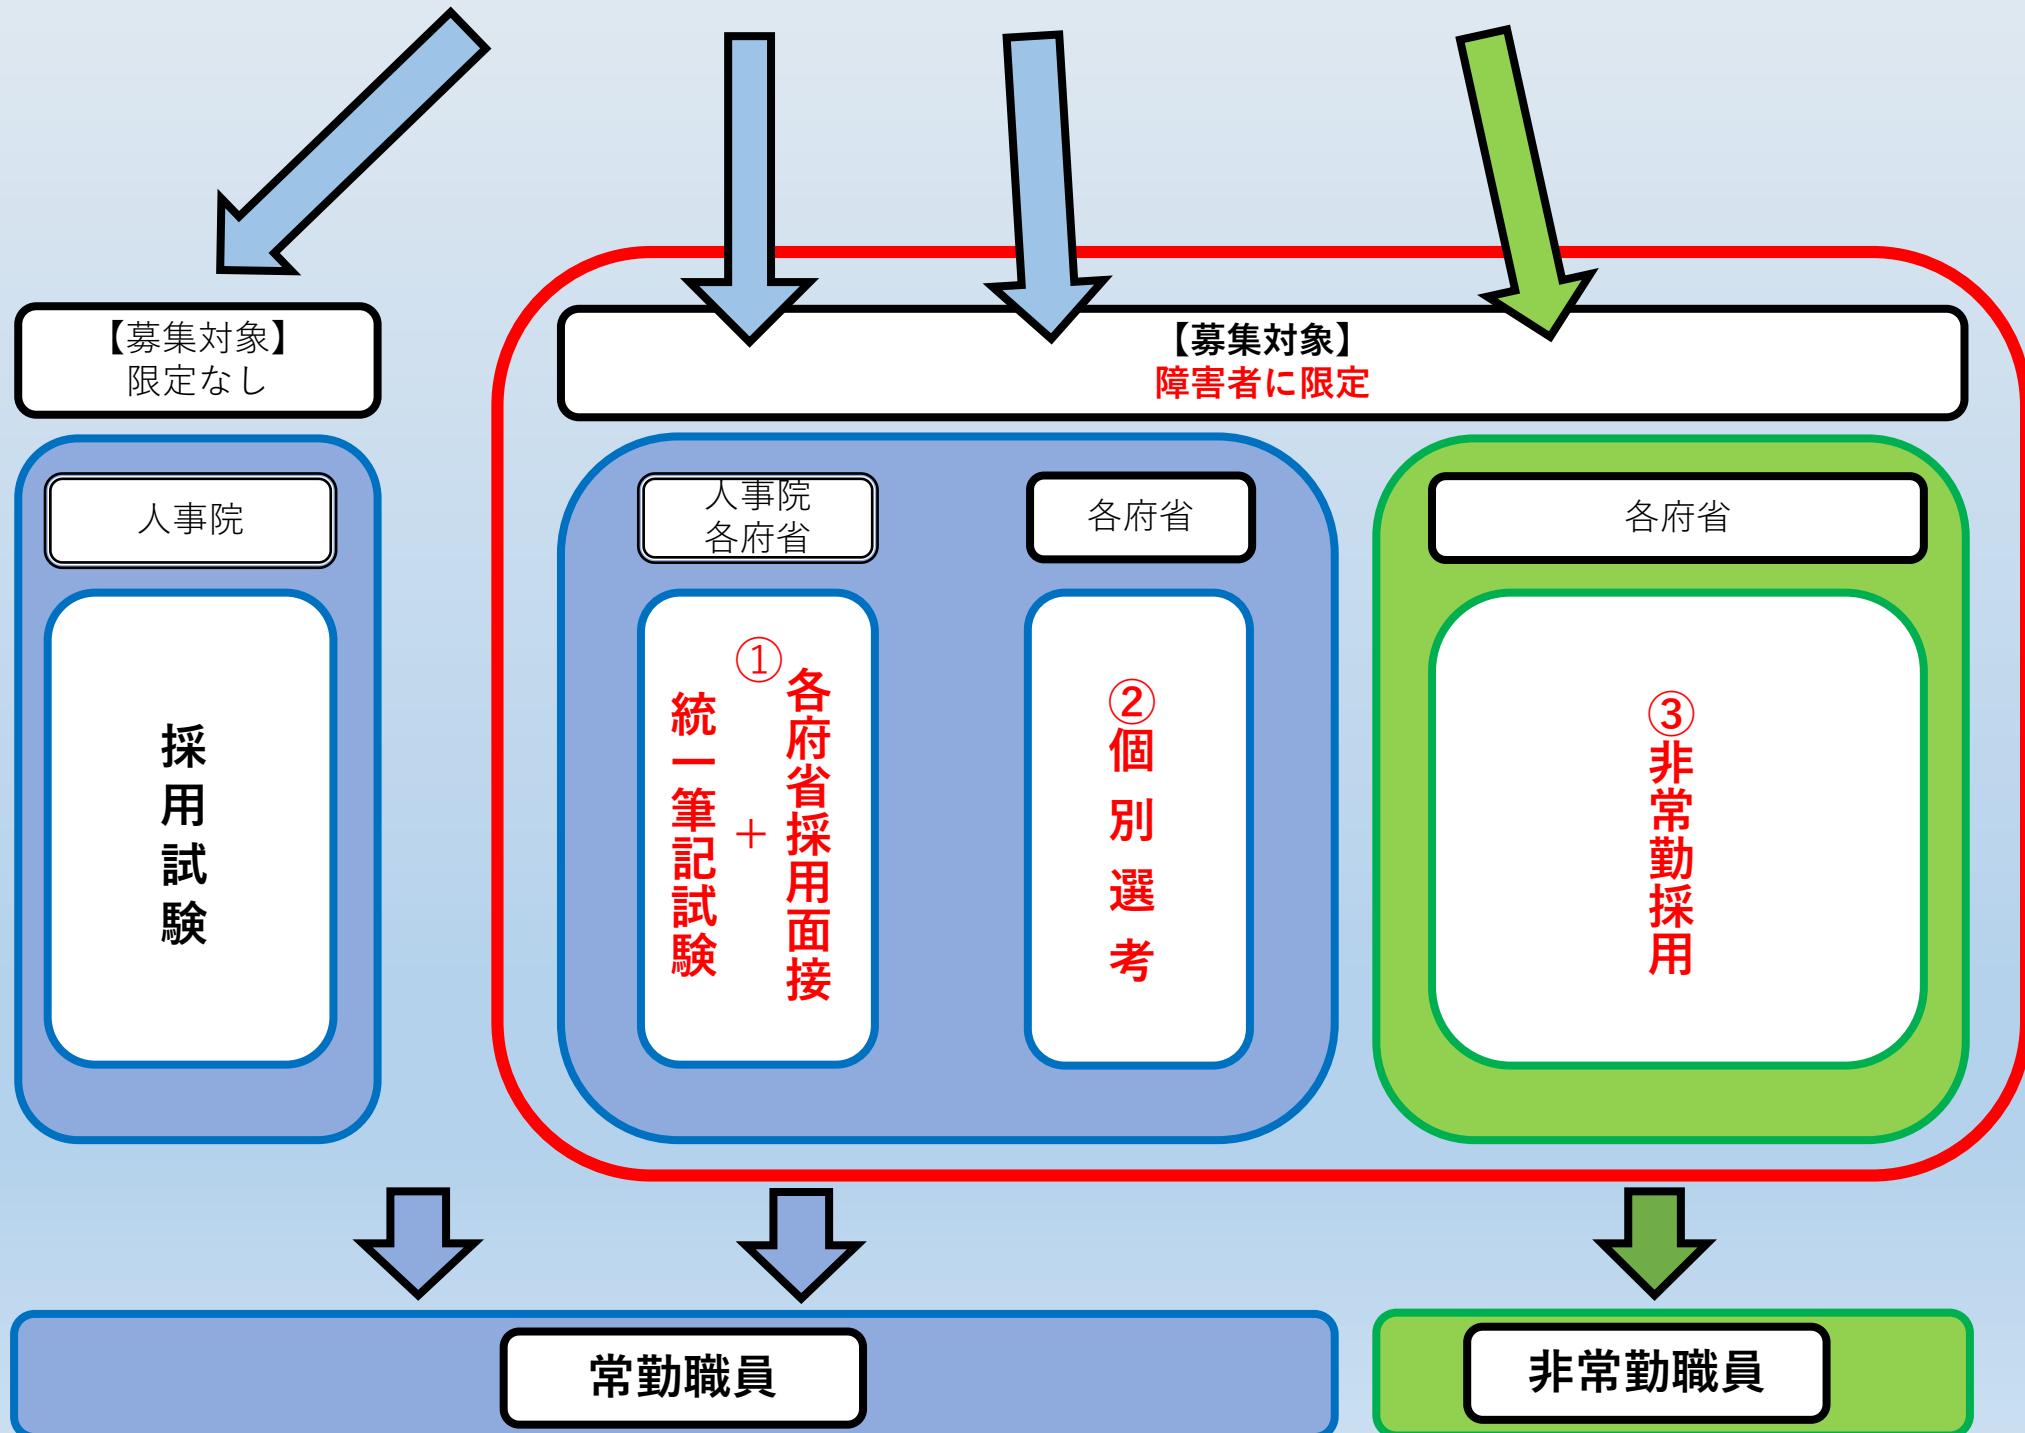 【募集対象】
限定なし
人事院
採用試験
【募集対象】
障害者に限定
人事院
各府省
①
各府省採用面接
＋
統一筆記試験
各府省
②個別選考
各府省
③非常勤採用
常勤職員
非常勤職員